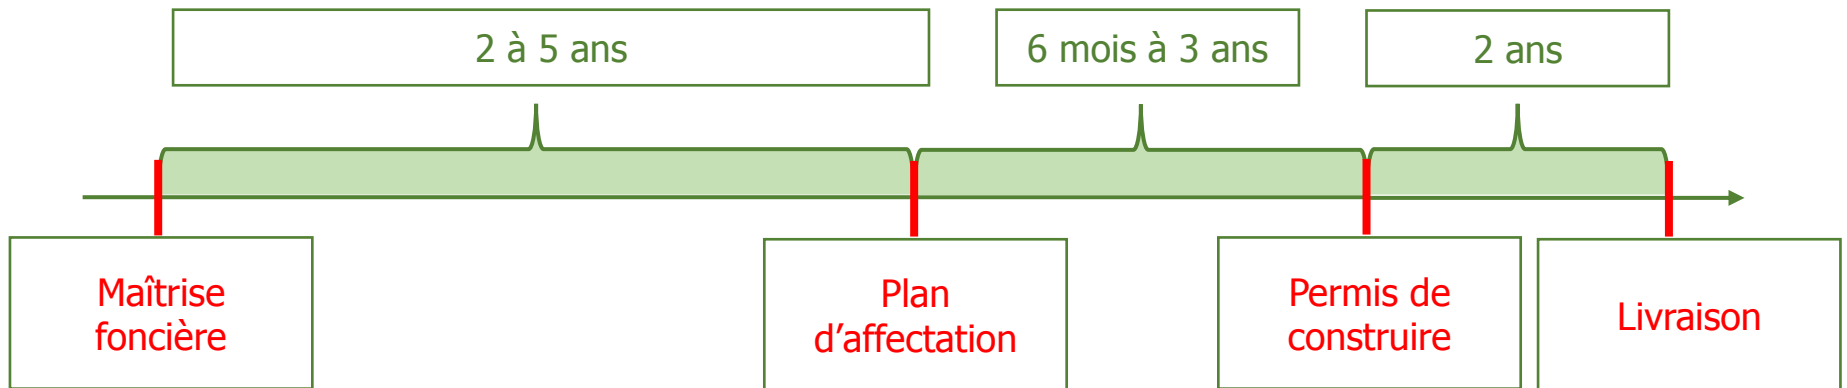 2 à 5 ans
6 mois à 3 ans
2 ans
Maîtrise
foncière
Plan
d’affectation
Permis de
construire
Livraison